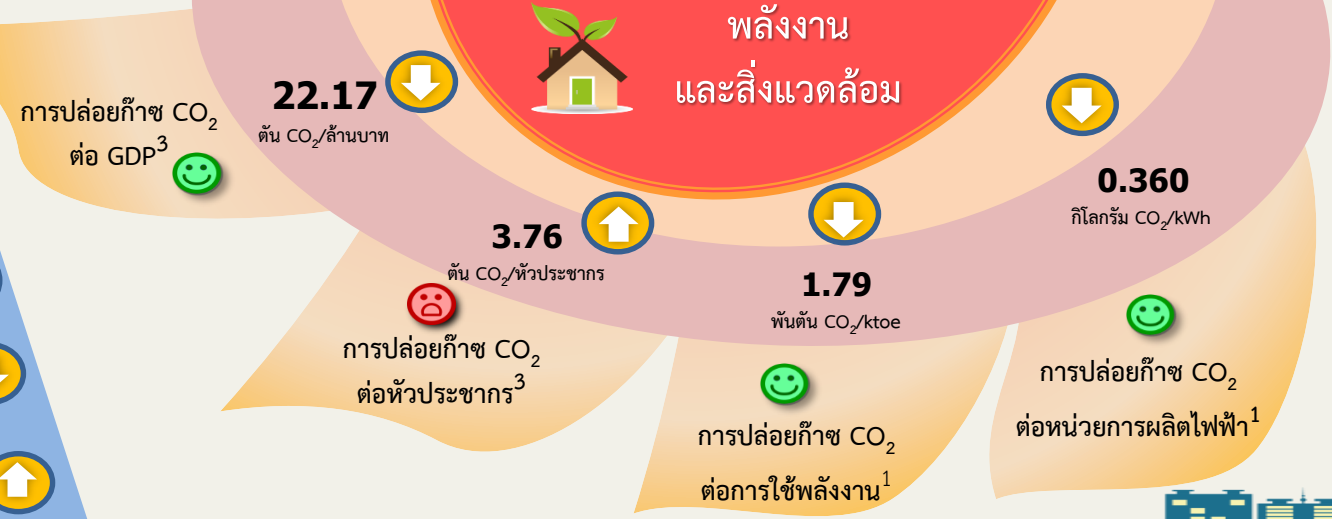 พลังงาน
และสิ่งแวดล้อม
22.17
ตัน CO₂/ล้านบาท
การปล่อยก๊าซ CO₂
ต่อ GDP³
3.76
ตัน CO₂/หัวประชากร
การปล่อยก๊าซ CO₂
ต่อหัวประชากร³
1.79
พันตัน CO₂/ktoe
การปล่อยก๊าซ CO₂
ต่อการใช้พลังงาน¹
0.360
กิโลกรัม CO₂/kWh
การปล่อยก๊าซ CO₂
ต่อหน่วยการผลิตไฟฟ้า¹